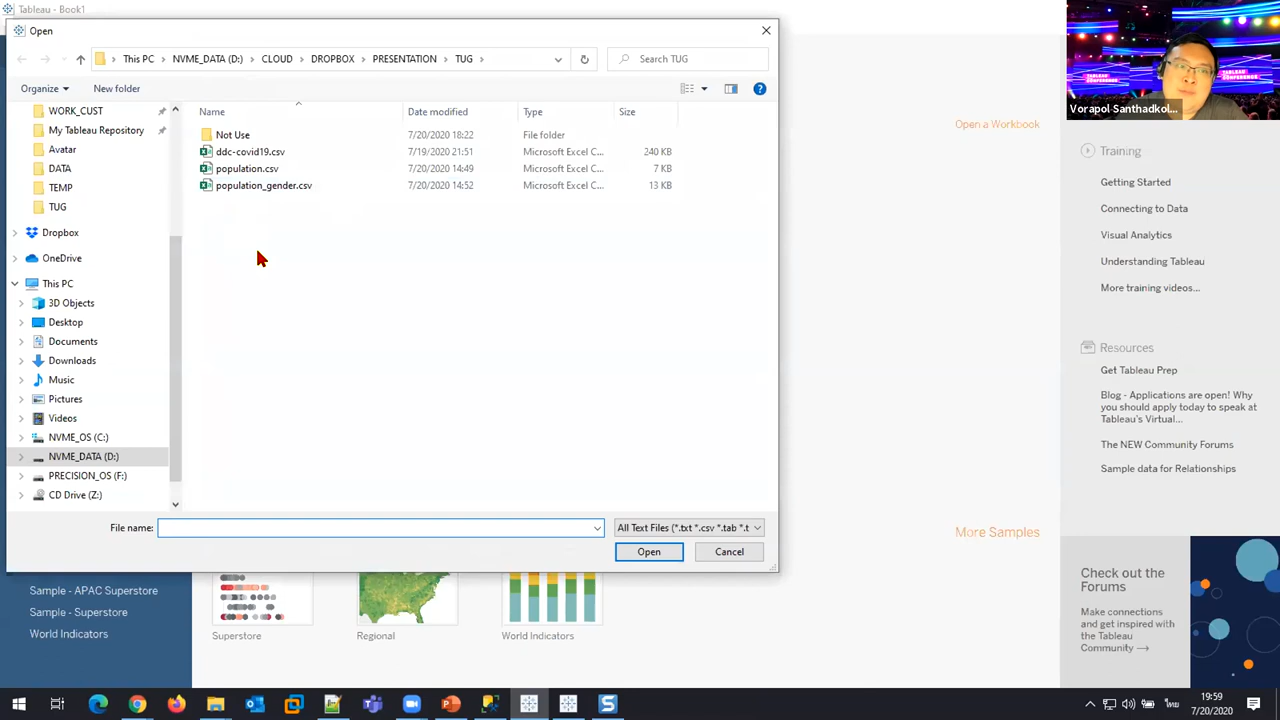 Tableau - Book1
Open
This PC > NVME_DATA (D:) > CLOUD > DROPBOX > PRESENTATION > TUG >
Search TUG
Organize
New folder
Name
Date modified
Type
Size
WORK_CUST
My Tableau Repository
Avatar
DATA
TEMP
TUG
Dropbox
OneDrive
This PC
3D Objects
Desktop
Documents
Downloads
Music
Pictures
Videos
NVME_OS (C:)
NVME_DATA (D:)
PRECISION_OS (F:)
CD Drive (Z:)
Not Use 7/20/2020 18:22 File folder
ddc-covid19.csv 7/19/2020 21:51 Microsoft Excel C... 240 KB
population.csv 7/20/2020 14:49 Microsoft Excel C... 7 KB
population_gender.csv 7/20/2020 14:52 Microsoft Excel C... 13 KB
File name:
All Text Files (*.txt *.csv *.tab *.t
Open
Cancel
Sample - APAC Superstore
Sample - Superstore
World Indicators
Superstore
Regional
World Indicators
Open a Workbook
More Samples
TABLEAU CONFERENCE
Vorapol Santhadkol...
Training
Getting Started
Connecting to Data
Visual Analytics
Understanding Tableau
More training videos...
Resources
Get Tableau Prep
Blog - Applications are open! Why
you should apply today to speak at
Tableau's Virtual...
The NEW Community Forums
Sample data for Relationships
Check out the
Forums
Make connections
and get inspired with
the Tableau
Community →
ไทย
19:59
7/20/2020